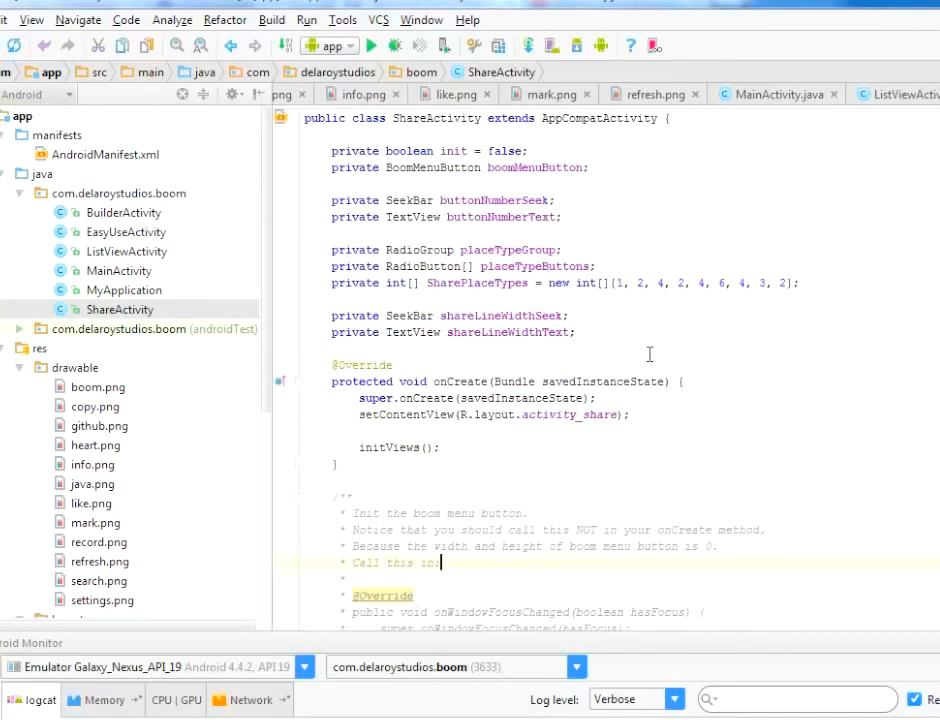 it View Navigate Code Analyze Refactor Build Run Tools VCS Window Help
app
om app src main java com delaroystudios boom ShareActivity
Android png info.png like.png mark.png refresh.png MainActivity.java ListViewActiv
app
manifests
AndroidManifest.xml
java
com.delaroystudios.boom
BuilderActivity
EasyUseActivity
ListViewActivity
MainActivity
MyApplication
ShareActivity
com.delaroystudios.boom (androidTest)
res
drawable
boom.png
copy.png
github.png
heart.png
info.png
java.png
like.png
mark.png
record.png
refresh.png
search.png
settings.png
public class ShareActivity extends AppCompatActivity {
private boolean init = false;
private BoomMenuButton boomMenuButton;
private SeekBar buttonNumberSeek;
private TextView buttonNumberText;
private RadioGroup placeTypeGroup;
private RadioButton[] placeTypeButtons;
private int[] SharePlaceTypes = new int[]{1, 2, 4, 2, 4, 6, 4, 3, 2};
private SeekBar shareLineWidthSeek;
private TextView shareLineWidthText;
@Override
protected void onCreate(Bundle savedInstanceState) {
super.onCreate(savedInstanceState);
setContentView(R.layout.activity_share);
initViews();
}
/**
* Init the boom menu button.
* Notice that you should call this NOT in your onCreate method.
* Because the width and height of boom menu button is 0.
* Call this in:
*
* @Override
* public void onWindowFocusChanged(boolean hasFocus) {
* super.onWindowFocusChanged(hasFocus);
roid Monitor
Emulator Galaxy_Nexus_API_19 Android 4.4.2, API 19 com.delaroystudios.boom (3633)
logcat Memory CPU | GPU Network Log level: Verbose Re